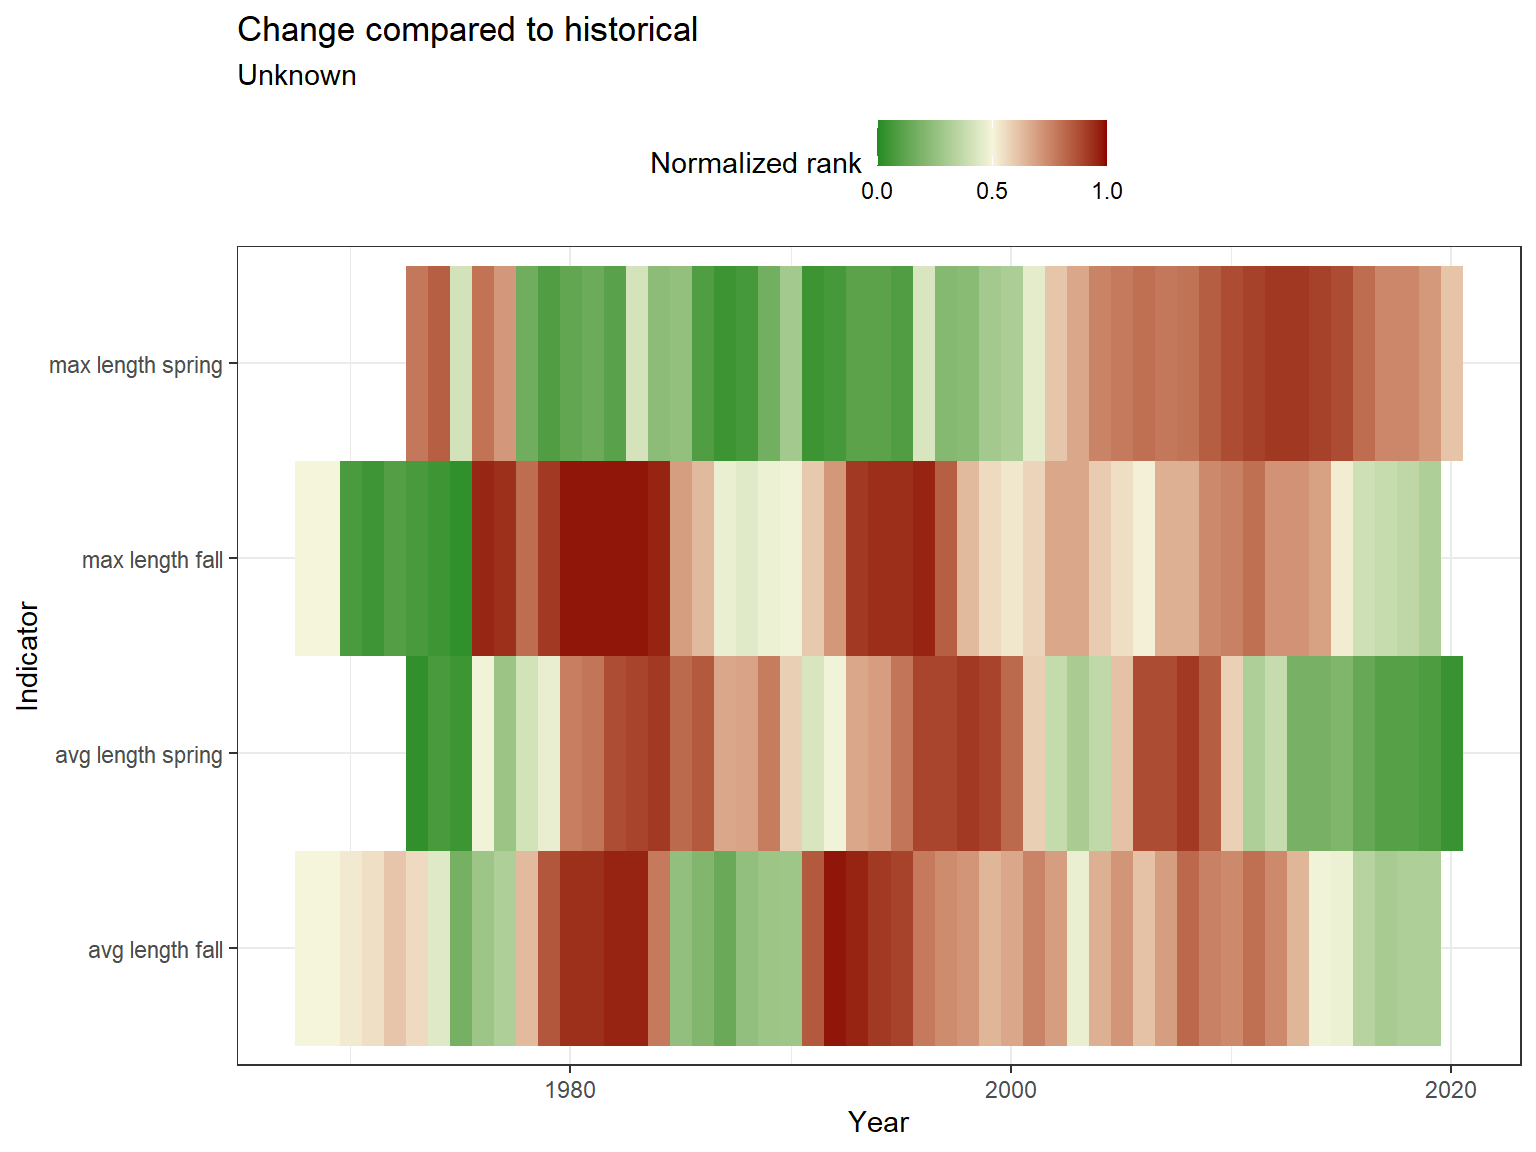 Change compared to historical
Unknown
Normalized rank
0.0 0.5 1.0
max length spring
max length fall
avg length spring
avg length fall
Indicator
1980 2000 2020
Year